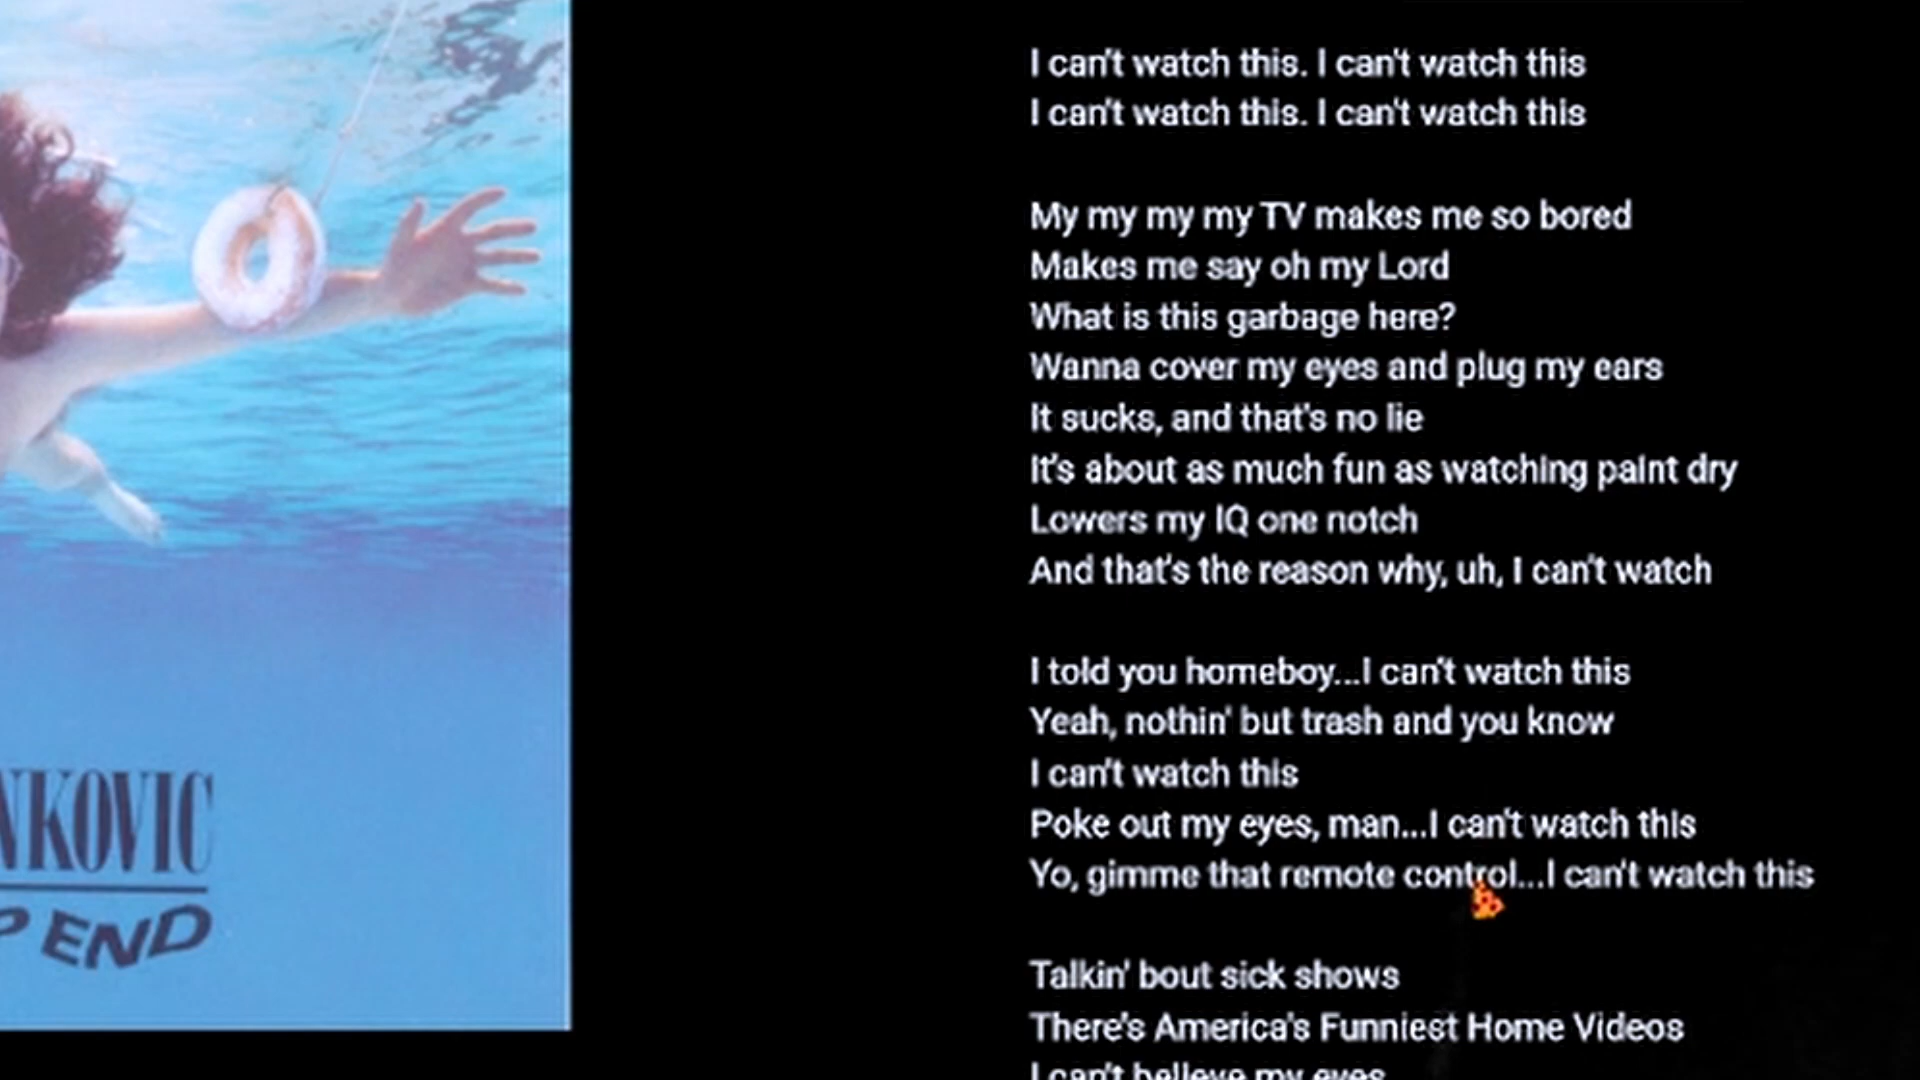 NKOVIC
P END
I can't watch this. I can't watch this
I can't watch this. I can't watch this
My my my my TV makes me so bored
Makes me say oh my Lord
What is this garbage here?
Wanna cover my eyes and plug my ears
It sucks, and that's no lie
It's about as much fun as watching paint dry
Lowers my IQ one notch
And that's the reason why, uh, I can't watch
I told you homeboy...I can't watch this
Yeah, nothin' but trash and you know
I can't watch this
Poke out my eyes, man...I can't watch this
Yo, gimme that remote control...I can't watch this
Talkin' bout sick shows
There's America's Funniest Home Videos
I can't believe my eyes